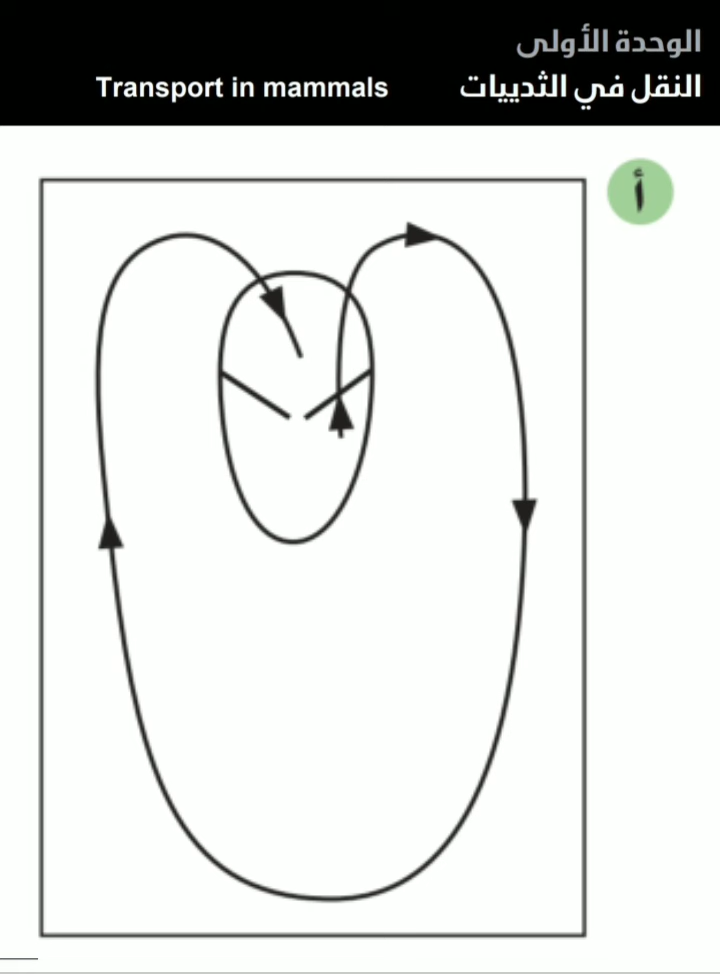 الوحدة الأولى
النقل في الثدييات Transport in mammals
أ